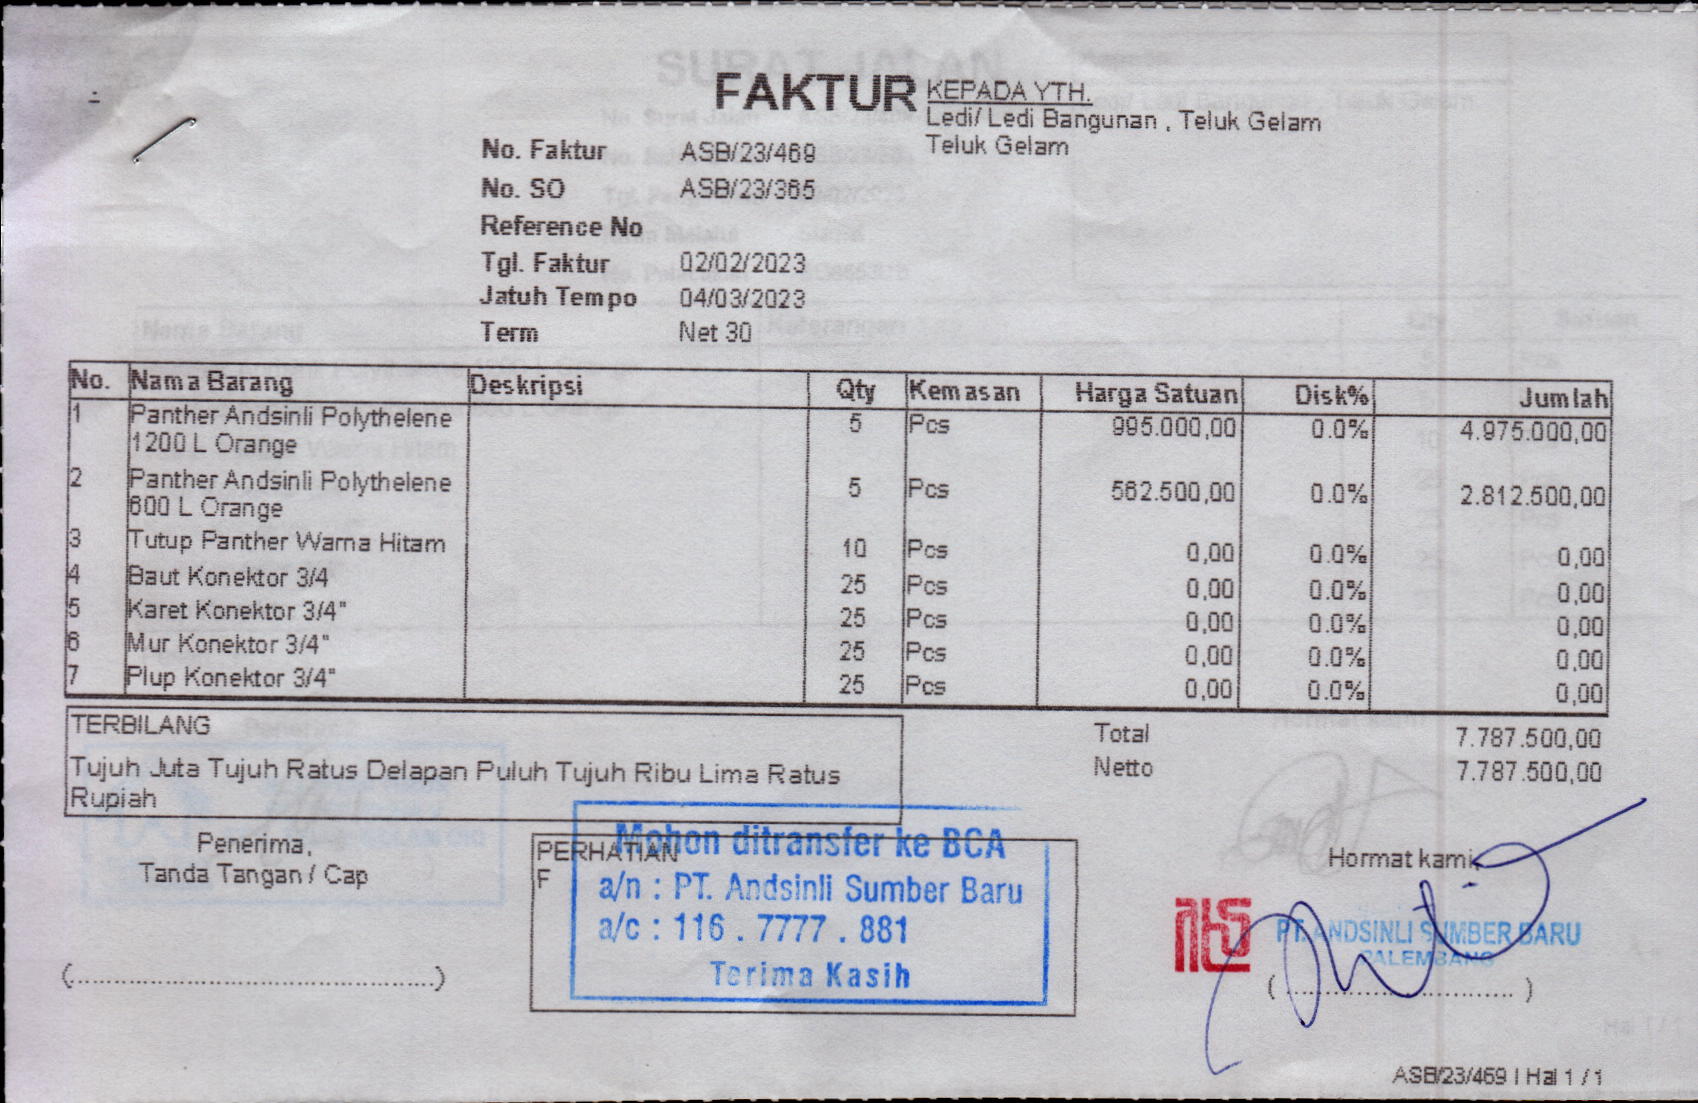 FAKTUR
KEPADA YTH.
Ledi/ Ledi Bangunan , Teluk Gelam
Teluk Gelam
No. Faktur ASB/23/469
No. SO ASB/23/365
Reference No
Tgl. Faktur 02/02/2023
Jatuh Tempo 04/03/2023
Term Net 30
No. Nama Barang Deskripsi Qty Kemasan Harga Satuan Disk% Jumlah
1 Panther Andsinli Polythelene 5 Pcs 995.000,00 0.0% 4.975.000,00
1200 L Orange
2 Panther Andsinli Polythelene 5 Pcs 562.500,00 0.0% 2.812.500,00
600 L Orange
3 Tutup Panther Warna Hitam 10 Pcs 0,00 0.0% 0,00
4 Baut Konektor 3/4 25 Pcs 0,00 0.0% 0,00
5 Karet Konektor 3/4" 25 Pcs 0,00 0.0% 0,00
6 Mur Konektor 3/4" 25 Pcs 0,00 0.0% 0,00
7 Plup Konektor 3/4" 25 Pcs 0,00 0.0% 0,00
TERBILANG
Tujuh Juta Tujuh Ratus Delapan Puluh Tujuh Ribu Lima Ratus
Rupiah
Total 7.787.500,00
Netto 7.787.500,00
Penerima,
Tanda Tangan / Cap
(............................................)
PERHATIAN
F
Mohon ditransfer ke BCA
a/n : PT. Andsinli Sumber Baru
a/c : 116 . 7777 . 881
Terima Kasih
Hormat kami,
PT. ANDSINLI SUMBER BARU
PALEMBANG
(............................)
ASB/23/469 | Hal 1 / 1